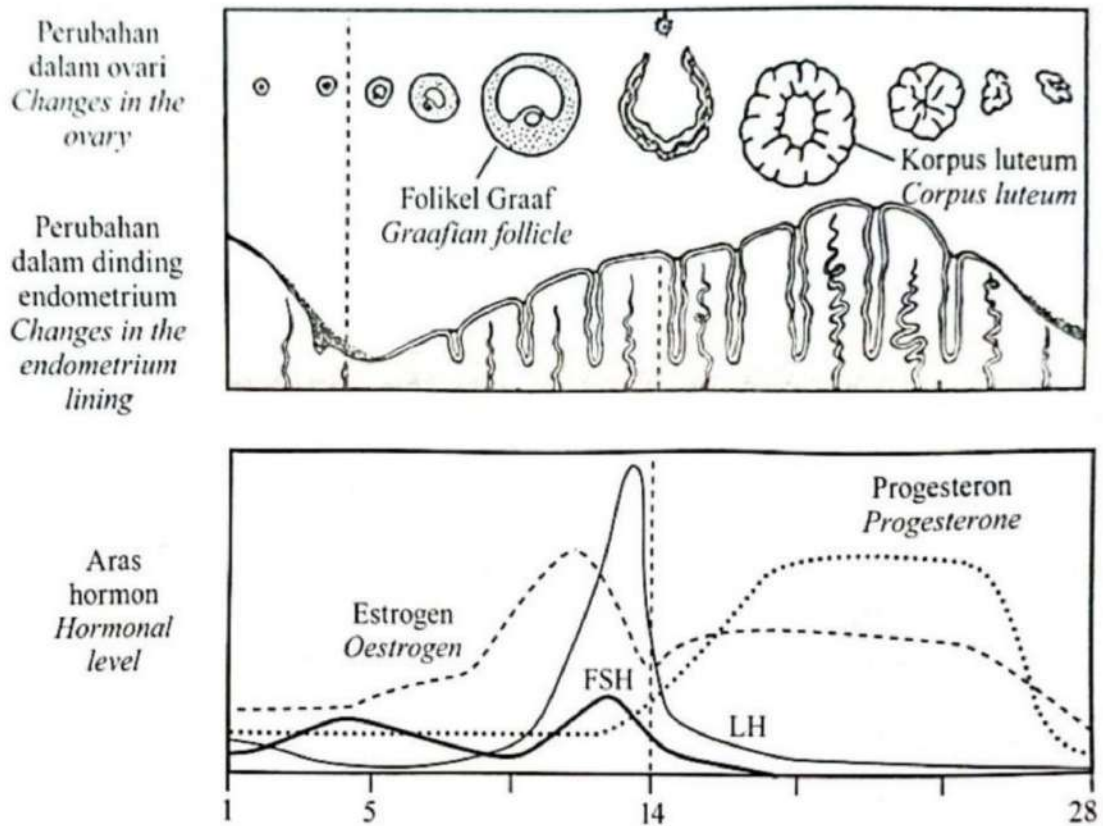 Perubahan
dalam ovari
Changes in the
ovary
Folikel Graaf
Graafian follicle
Korpus luteum
Corpus luteum
Perubahan
dalam dinding
endometrium
Changes in the
endometrium
lining
Aras
hormon
Hormonal
level
Progesteron
Progesterone
Estrogen
Oestrogen
FSH
LH
1 5 14 28